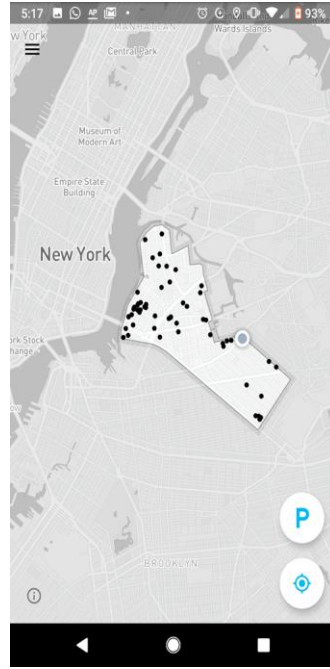 5:17
93%
MANHATTAN
Wards Islands
w York
Central Park
Museum of
Modern Art
Empire State
Building
New York
ork Stock
hange
P
BROOKLYN